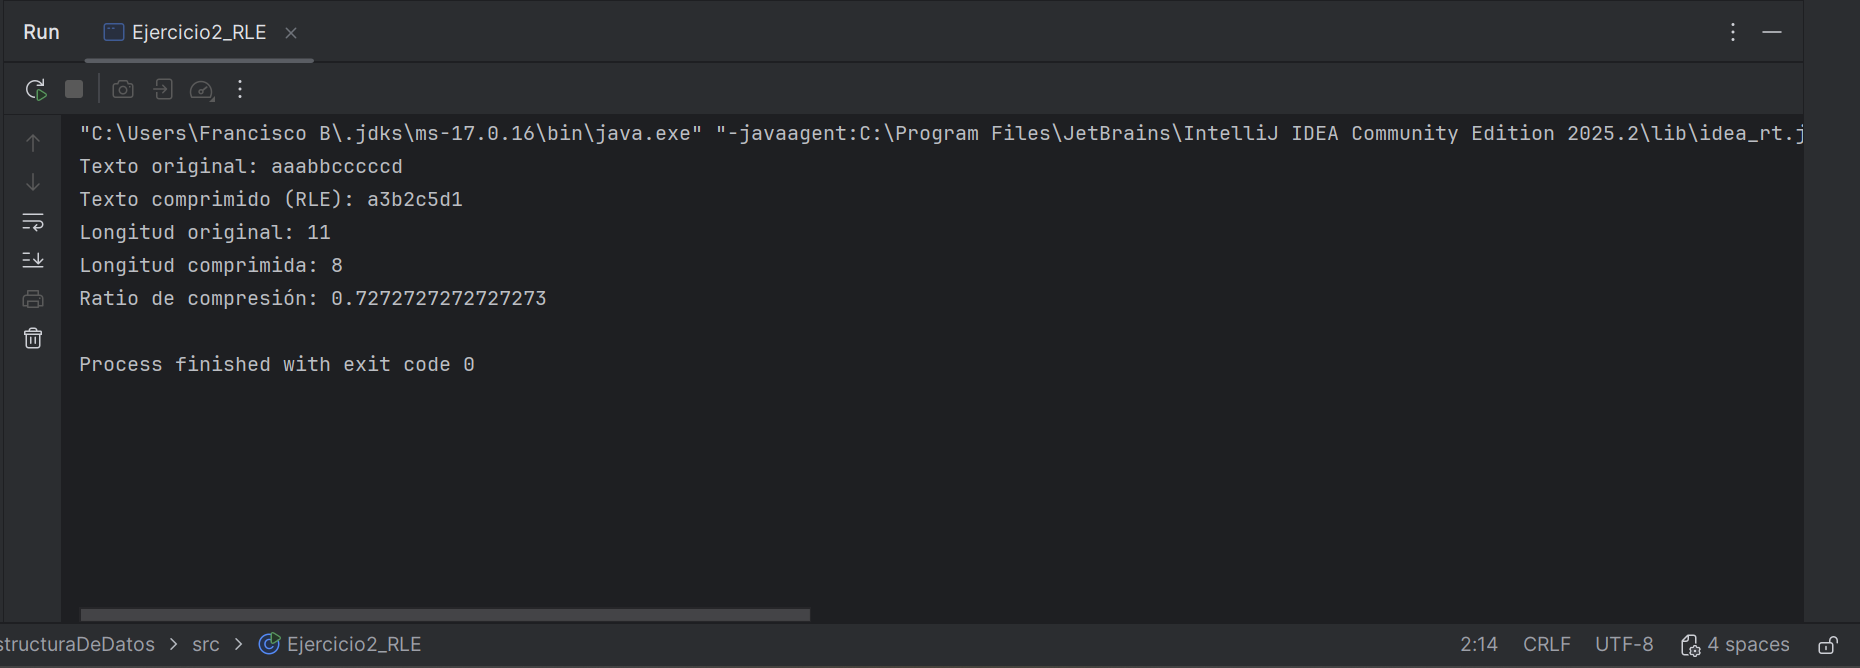 Run Ejercicio2_RLE
"C:\Users\Francisco B\.jdks\ms-17.0.16\bin\java.exe" "-javaagent:C:\Program Files\JetBrains\IntelliJ IDEA Community Edition 2025.2\lib\idea_rt.j
Texto original: aaabbcccccd
Texto comprimido (RLE): a3b2c5d1
Longitud original: 11
Longitud comprimida: 8
Ratio de compresión: 0.7272727272727273
Process finished with exit code 0
structuraDeDatos > src > Ejercicio2_RLE 2:14 CRLF UTF-8 4 spaces